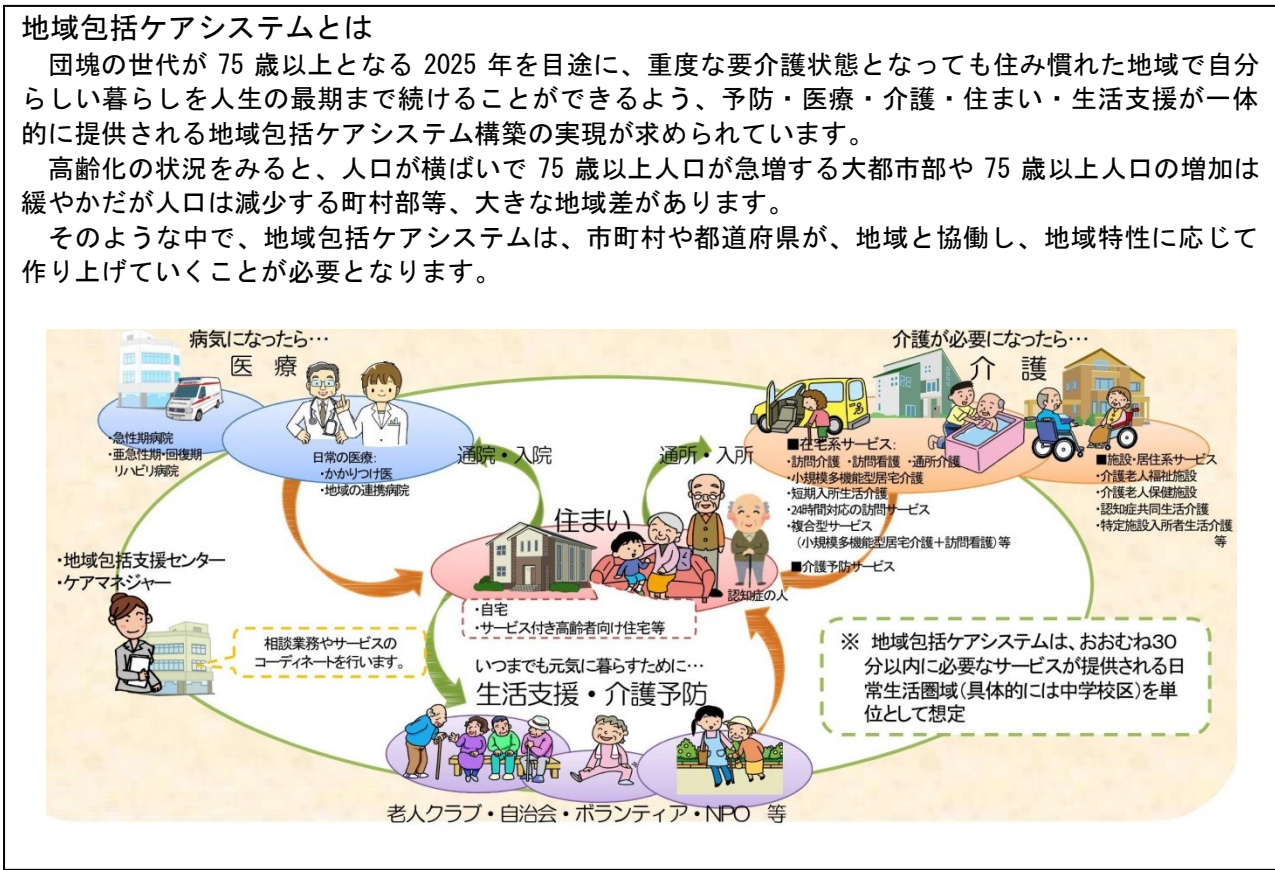 地域包括ケアシステムとは
　団塊の世代が 75 歳以上となる 2025 年を目途に、重度な要介護状態となっても住み慣れた地域で自分
らしい暮らしを人生の最期まで続けることができるよう、予防・医療・介護・住まい・生活支援が一体
的に提供される地域包括ケアシステム構築の実現が求められています。
　高齢化の状況をみると、人口が横ばいで 75 歳以上人口が急増する大都市部や 75 歳以上人口の増加は
緩やかだが人口は減少する町村部等、大きな地域差があります。
　そのような中で、地域包括ケアシステムは、市町村や都道府県が、地域と協働し、地域特性に応じて
作り上げていくことが必要となります。
病気になったら…
医　療
・急性期病院
・亜急性期・回復期
リハビリ病院
日常の医療:
・かかりつけ医
・地域の連携病院
通院・入院
通所・入所
介護が必要になったら…
介　護
■在宅系サービス:
・訪問介護 ・訪問看護 ・通所介護
・小規模多機能型居宅介護
・短期入所生活介護
・24時間対応の訪問サービス
・複合型サービス
（小規模多機能型居宅介護＋訪問看護）等
■介護予防サービス
■施設・居住系サービス
・介護老人福祉施設
・介護老人保健施設
・認知症共同生活介護
・特定施設入所者生活介護
等
住まい
認知症の人
・自宅
・サービス付き高齢者向け住宅等
・地域包括支援センター
・ケアマネジャー
相談業務やサービスの
コーディネートを行います。
いつまでも元気に暮らすために…
生活支援・介護予防
老人クラブ・自治会・ボランティア・NPO　等
※ 地域包括ケアシステムは、おおむね30
分以内に必要なサービスが提供される日
常生活圏域（具体的には中学校区）を単
位として想定